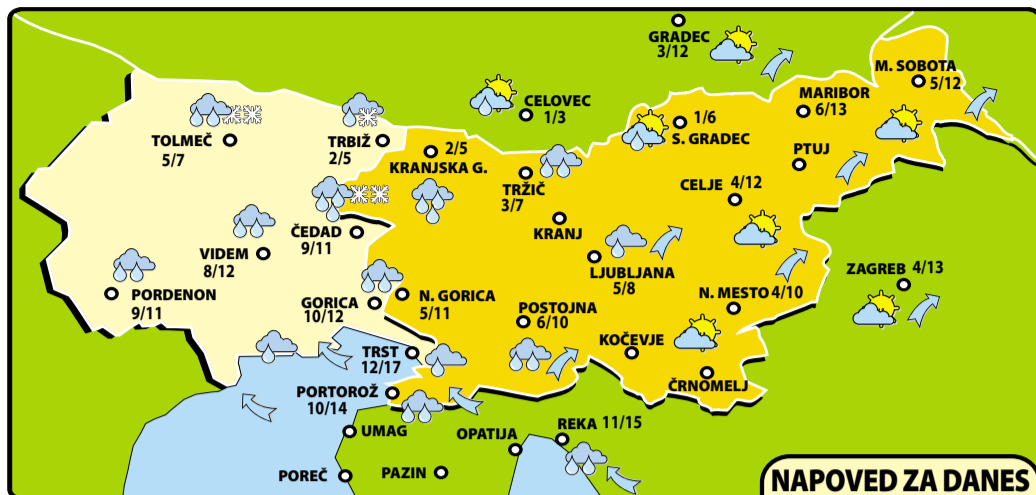 GRADEC
3/12
M. SOBOTA
5/12
MARIBOR
6/13
CELOVEC
1/3
1/6
S. GRADEC
TOLMEČ
5/7
TRBIŽ
2/5
2/5
KRANJSKA G.
PTUJ
TRŽIČ
3/7
CELJE 4/12
KRANJ
ČEDAD
9/11
VIDEM
8/12
LJUBLJANA
5/8
ZAGREB 4/13
PORDENON
9/11
GORICA
10/12
N. GORICA
5/11
N. MESTO 4/10
POSTOJNA
6/10
KOČEVJE
TRST
12/17
ČRNOMELJ
PORTOROŽ
10/14
UMAG
OPATIJA
REKA 11/15
POREČ
PAZIN
NAPOVED ZA DANES